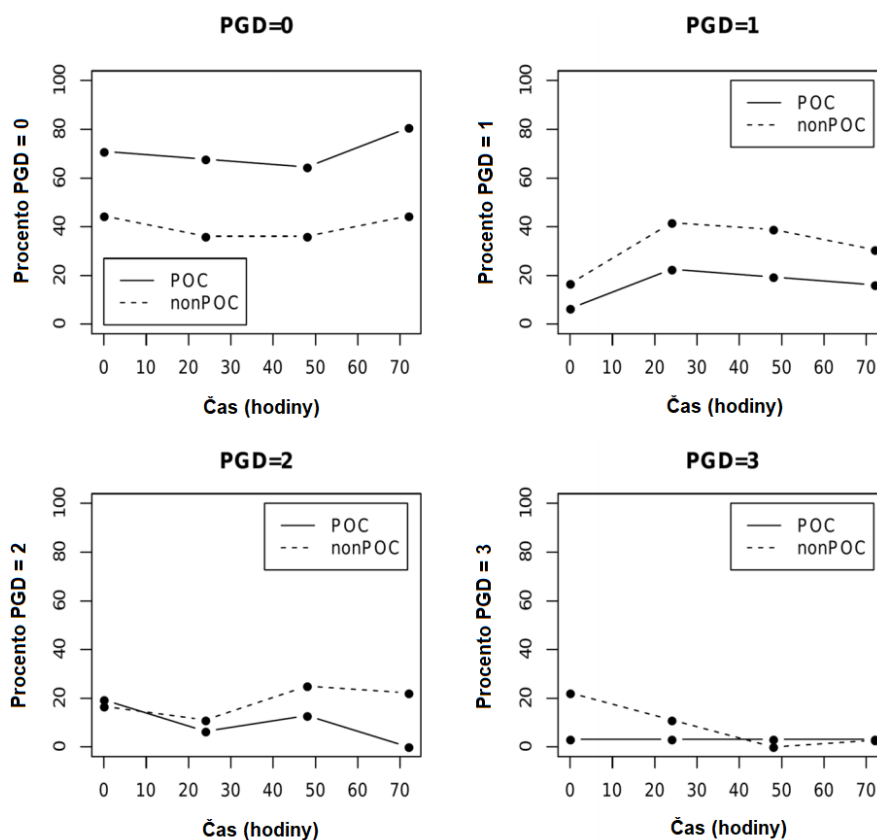 PGD=0
Procento PGD = 0
100
80
60
40
20
0
POC
nonPOC
0 10 20 30 40 50 60 70
Čas (hodiny)
PGD=1
Procento PGD = 1
100
80
60
40
20
0
POC
nonPOC
0 10 20 30 40 50 60 70
Čas (hodiny)
PGD=2
Procento PGD = 2
100
80
60
40
20
0
POC
nonPOC
0 10 20 30 40 50 60 70
Čas (hodiny)
PGD=3
Procento PGD = 3
100
80
60
40
20
0
POC
nonPOC
0 10 20 30 40 50 60 70
Čas (hodiny)